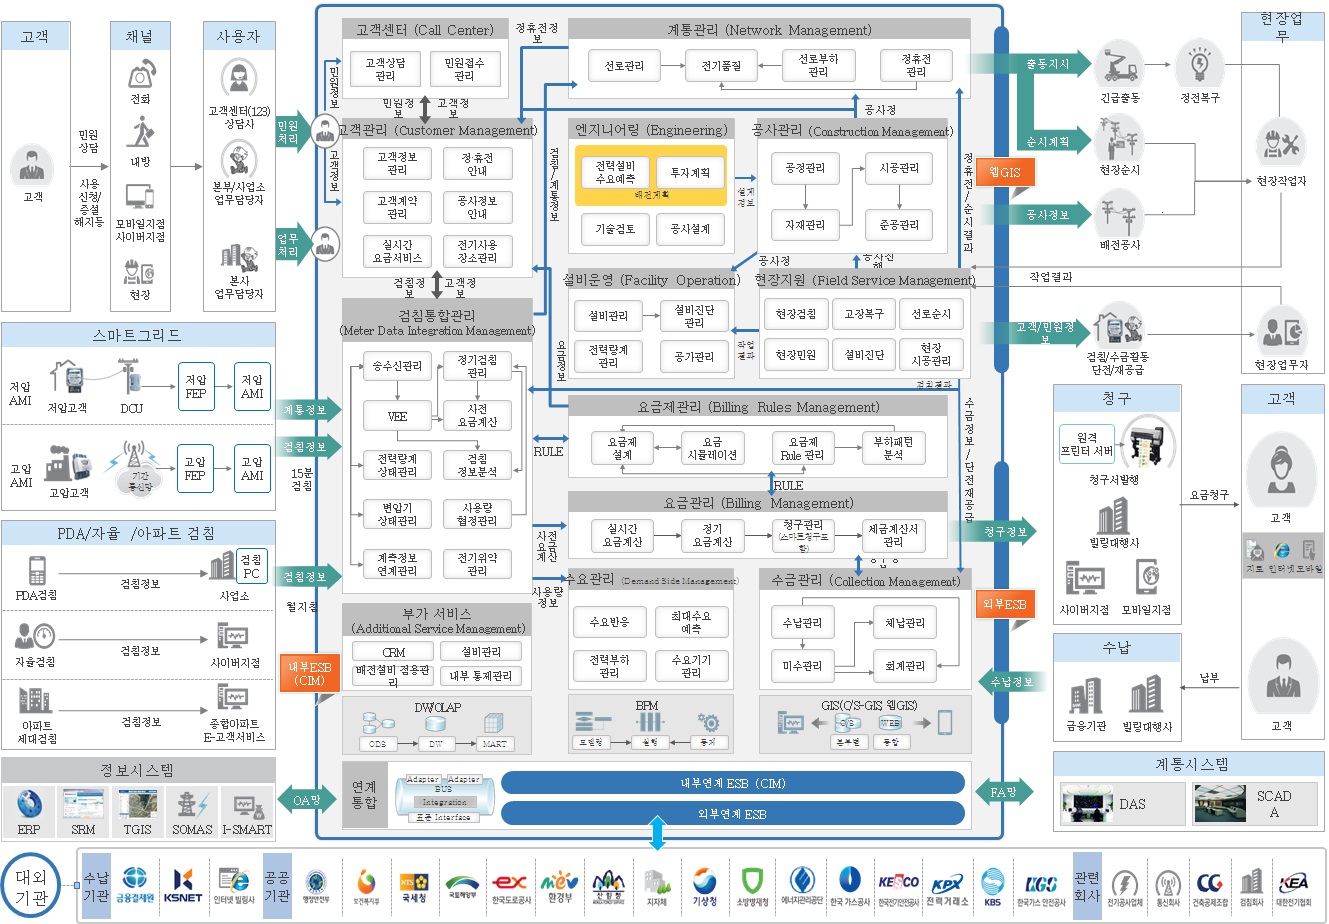 고객
고객
민원
상담
사용
신청/
증설
해지등
채널
전화
내방
모바일지점
사이버지점
현장
사용자
고객센터(123)
상담사
본부/사업소
업무담당자
본사
업무담당자
민원
처리
업무
처리
민원정보
고객정보
고객센터 (Call Center)
고객상담
관리
민원접수
관리
정휴전정
보
민원정
보
고객정
보
고객관리 (Customer Management)
고객정보
관리
정·휴전
안내
고객계약
관리
공사정보
안내
실시간
요금서비스
전기사용
장소관리
검침정
보
고객정
보
검침/계통정보
요금정보
계통관리 (Network Management)
선로관리
전기품질
선로부하
관리
정휴전
관리
공사정
엔지니어링 (Engineering)
전력설비
수요예측
투자계획
배전계획
기술검토
공사설계
설계
정보
공사관리 (Construction Management)
공정관리
시공관리
자재관리
준공관리
공사정
정휴전/순시결과
설비운영 (Facility Operation)
설비관리
설비진단
관리
전력량계
관리
공가관리
작업
결과
현장지원 (Field Service Management)
현장검침
고장복구
선로순시
현장민원
설비진단
현장
시공관리
검침결과
검침통합관리
(Meter Data Integration Management)
송수신관리
정기검침
관리
VEE
사전
요금계산
전력량계
상태관리
검침
정보분석
변압기
상태관리
사용량
협정관리
계측정보
연계관리
전기위약
관리
RULE
사전
요금
계산
사용량
정보
요금제관리 (Billing Rules Management)
요금제
설계
요금
시뮬레이션
요금제
Rule 관리
부하패턴
분석
RULE
요금관리 (Billing Management)
실시간
요금계산
정기
요금계산
청구관리
(스마트청구포
함)
세금계산서
관리
수금정보/단전재공급
수요관리 (Demand Side Management)
수요반응
최대수요
예측
전력부하
관리
수요기기
관리
수금관리 (Collection Management)
수납관리
체납관리
미수관리
회계관리
부가 서비스
(Additional Service Management)
CRM
설비관리
배전설비 점용관
리
내부 통제관리
내부ESB
(CIM)
DW/OLAP
ODS
DW
MART
BPM
모델링
실행
통지
GIS(C/S-GIS 웹GIS)
C/S
WEB
본부별
통합
연계
통합
Adapter
Adapter
BUS
Integration
표준 Interface
내부연계 ESB (CIM)
외부연계 ESB
스마트그리드
저압
AMI
저압고객
DCU
저압
FEP
저압
AMI
고압
AMI
고압고객
기간
통신망
고압
FEP
고압
AMI
계통정보
검침정보
15분
검침
PDA/자율 /아파트 검침
PDA검침
검침정보
검침
PC
사업소
자율검침
검침정보
사이버지점
아파트
세대검침
검침정보
종합아파트
E-고객서비스
검침정보
정보시스템
ERP
SRM
TGIS
SOMAS
I-SMART
OA망
출동지시
순시계획
웹GIS
공사정보
긴급출동
정전복구
현장순시
배전공사
현장업
무
현장작업자
작업결과
고객/민원정
보
검침/수금활동
단전/재공급
현장업무자
청구
원격
프린터 서버
청구서발행
빌링대행사
사이버지점
모바일지점
청구정보
요금청구
고객
고객
지로 인터넷 모바일
외부ESB
수납
금융기관
빌링대행사
수납정보
납부
고객
계통시스템
DAS
SCAD
A
FA망
대외
기관
수납
기관
금융결제원
KSNET
인터넷 빌링사
공공
기관
행정안전부
보건복지부
NTS
국세청
국토해양부
ex
한국도로공사
me v
환경부
산림청
지자체
기상청
소방방재청
에너지관리공단
한국 가스공사
KESCO
한국전기안전공사
KPX
전력거래소
KBS
KGS
한국가스 안전공사
관련
회사
전기공사업체
통신회사
CG
건축공제조합
검침회사
KEA
대한전기협회